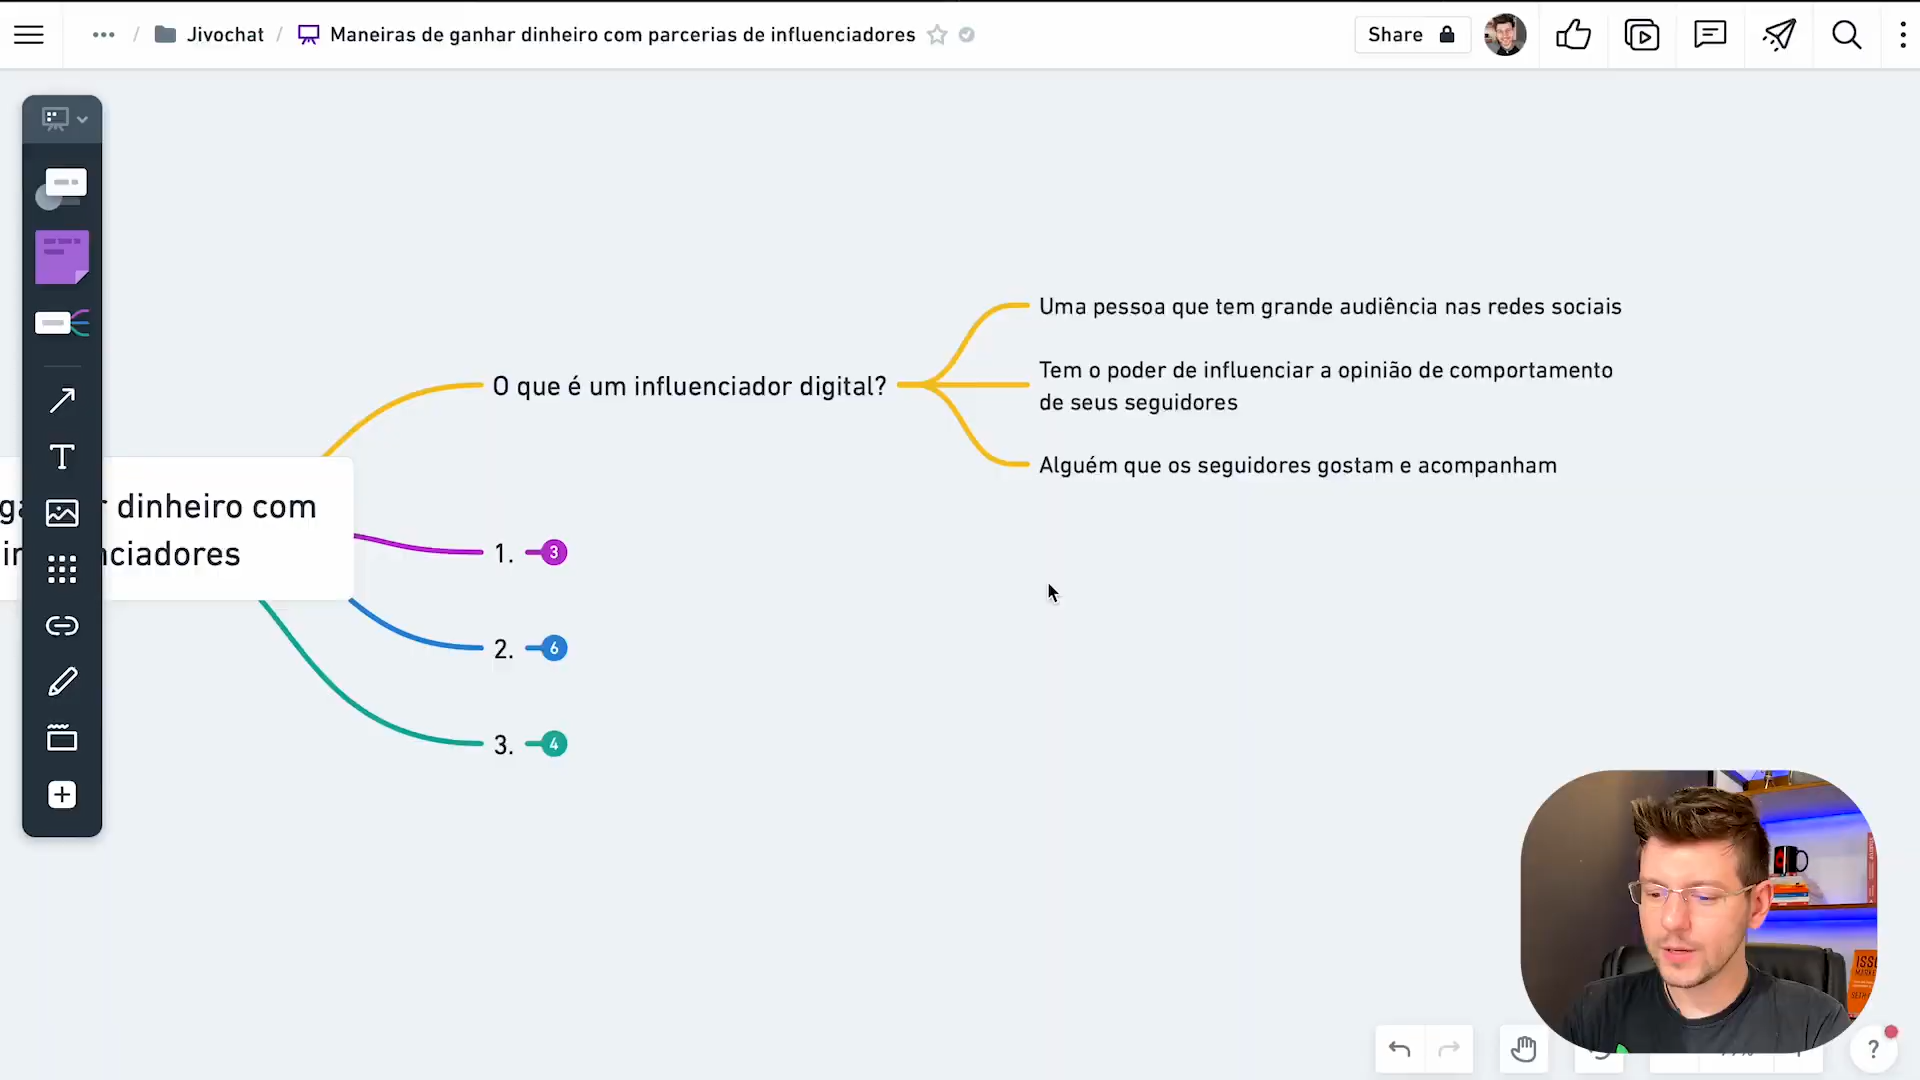 Jivochat / Maneiras de ganhar dinheiro com parcerias de influenciadores
Share
Uma pessoa que tem grande audiência nas redes sociais
O que é um influenciador digital?
Tem o poder de influenciar a opinião de comportamento
de seus seguidores
Alguém que os seguidores gostam e acompanham
dinheiro com
nciadores
1. 3
2. 6
3. 4
T
?